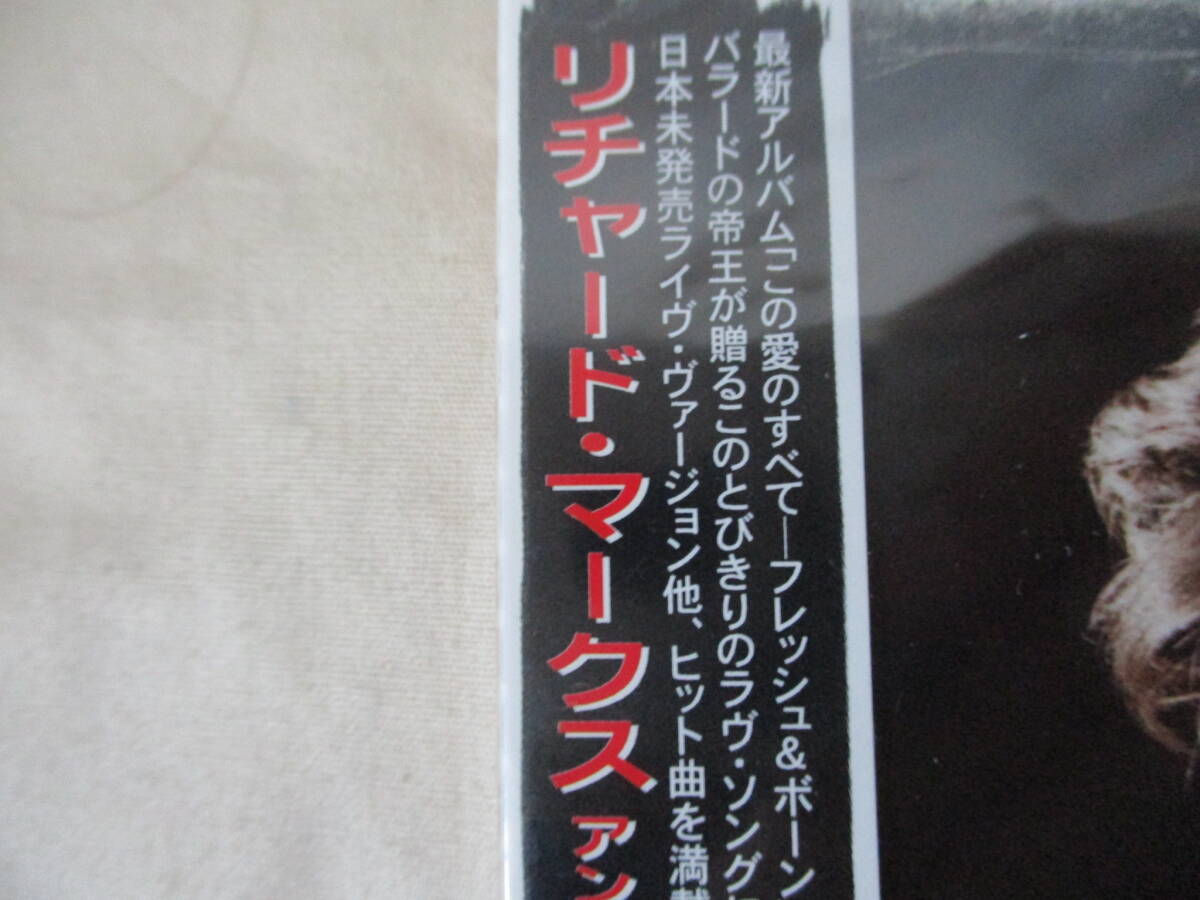 最新アルバム「この愛のすべて―フレッシュ&ボーン
バラードの帝王が贈るこのとびきりのラヴ・ソング
日本未発売ライヴ・ヴァージョン他、ヒット曲を満載
リチャード・マークス アン